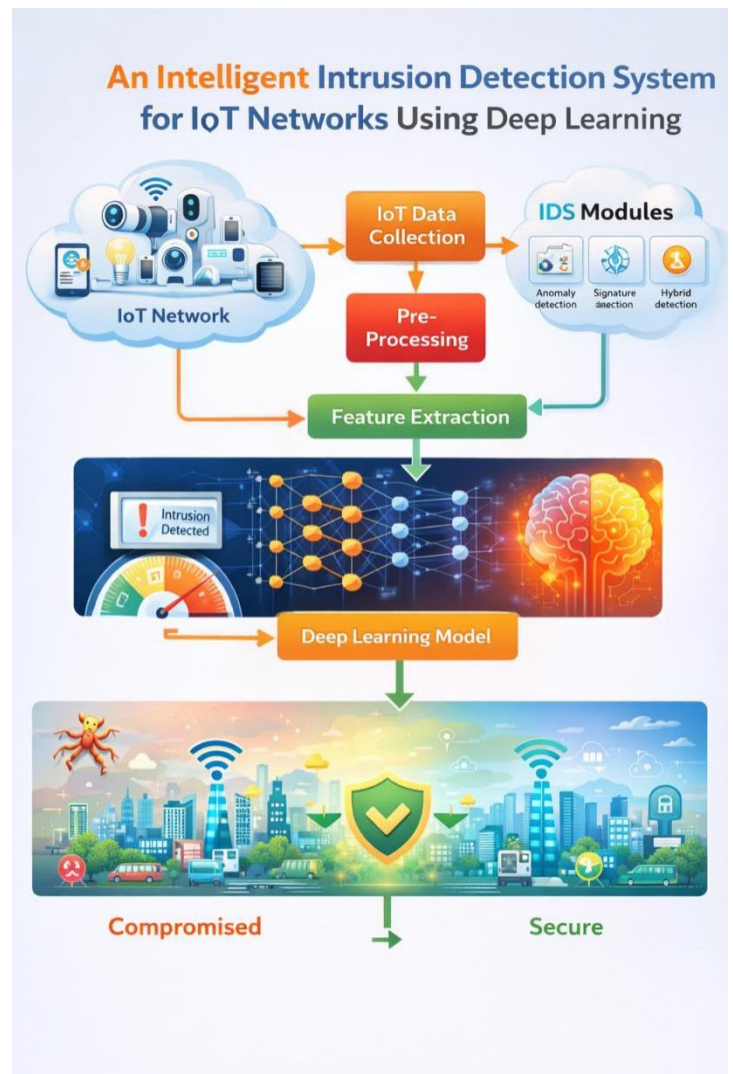 An Intelligent Intrusion Detection System
for IoT Networks Using Deep Learning
IoT Network
IoT Data
Collection
Pre-
Processing
IDS Modules
Anomaly
detection
Signature
Hybrid
detection
Feature Extraction
!
Intrusion
Detected
Deep Learning Model
Compromised
Secure